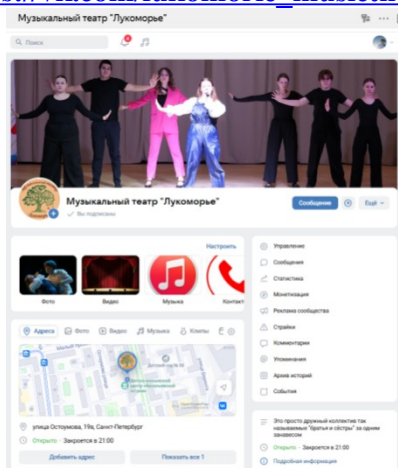 Музыкальный театр "Лукоморье"
Поиск
Музыкальный театр "Лукоморье"
Вы подписаны
Сообщение
Ещё
Настроить
Фото
Видео
Музыка
Контакт
Адреса
Фото
Видео
Музыка
Клипы
улица Остоумова, 19в, Санкт-Петербург
Открыто · Закроется в 21:00
Добавить адрес
Показать все 1
Управление
Сообщения
Статистика
Монетизация
Реклама сообщества
Страйки
Комментарии
Упоминания
Архив историй
События
Это просто дружный коллектив так
называемые "братья и сёстры" за одним
занавесом
Открыто · Закроется в 21:00
Подробная информация